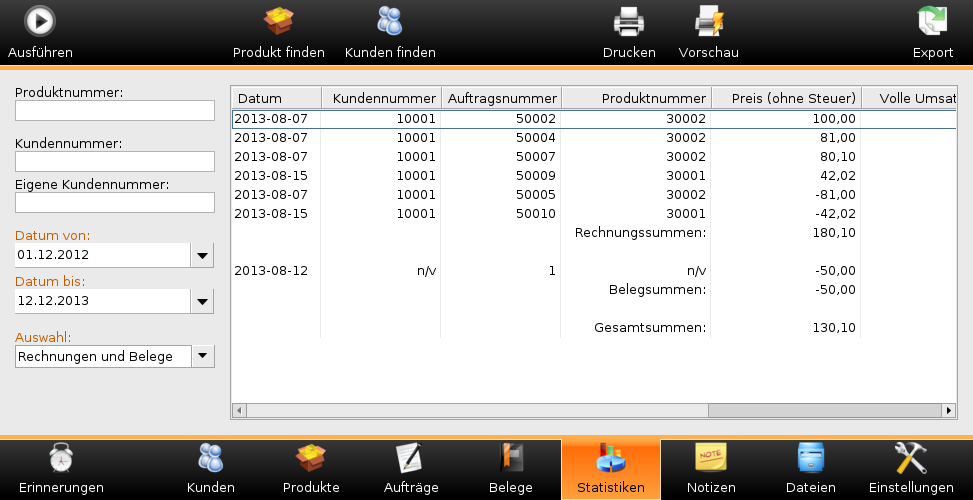 Ausführen Produkt finden Kunden finden Drucken Vorschau Export
Produktnummer:
Kundennummer:
Eigene Kundennummer:
Datum von:
01.12.2012
Datum bis:
12.12.2013
Auswahl:
Rechnungen und Belege
Datum Kundennummer Auftragsnummer Produktnummer Preis (ohne Steuer) Volle Umsat
2013-08-07 10001 50002 30002 100,00
2013-08-07 10001 50004 30002 81,00
2013-08-07 10001 50007 30002 80,10
2013-08-15 10001 50009 30001 42,02
2013-08-07 10001 50005 30002 -81,00
2013-08-15 10001 50010 30001 -42,02
Rechnungssummen: 180,10
2013-08-12 n/v 1 n/v -50,00
Belegsummen: -50,00
Gesamtsummen: 130,10
NOTE
Erinnerungen Kunden Produkte Aufträge Belege Statistiken Notizen Dateien Einstellungen